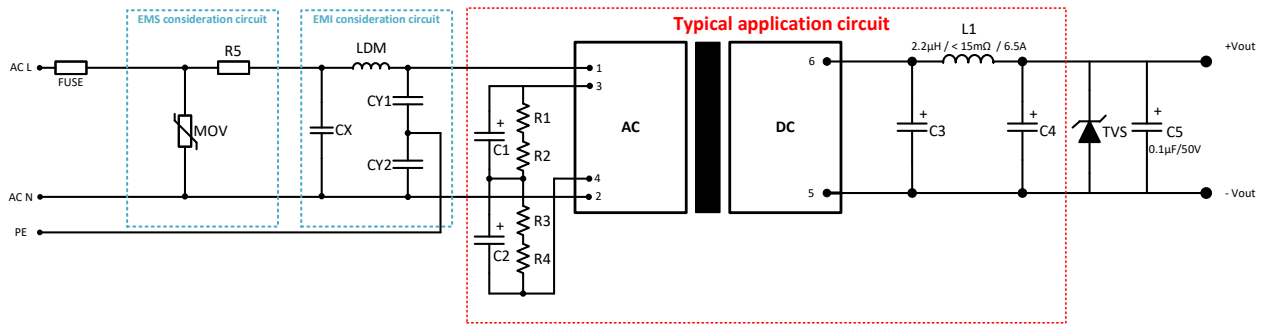 EMS consideration circuit
EMI consideration circuit
Typical application circuit
L1
2.2µH / < 15mΩ / 6.5A
+Vout
R5
LDM
AC L
FUSE
1
3
6
CY1
R1
MOV
CX
C1
AC
DC
C3
C4
TVS
C5
0.1µF/50V
R2
CY2
4
2
5
AC N
- Vout
R3
PE
C2
R4
+
+
+
+
+